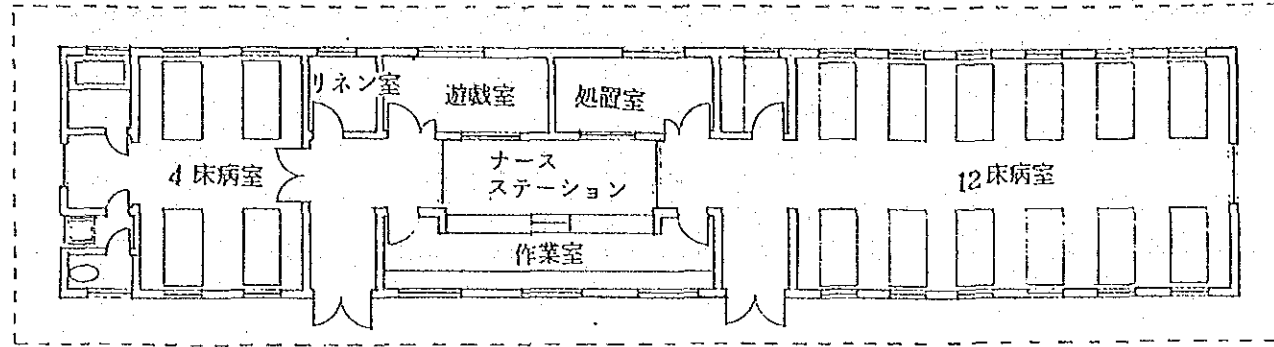 リネン室
遊戯室
処置室
4床病室
ナース
ステーション
12床病室
作業室